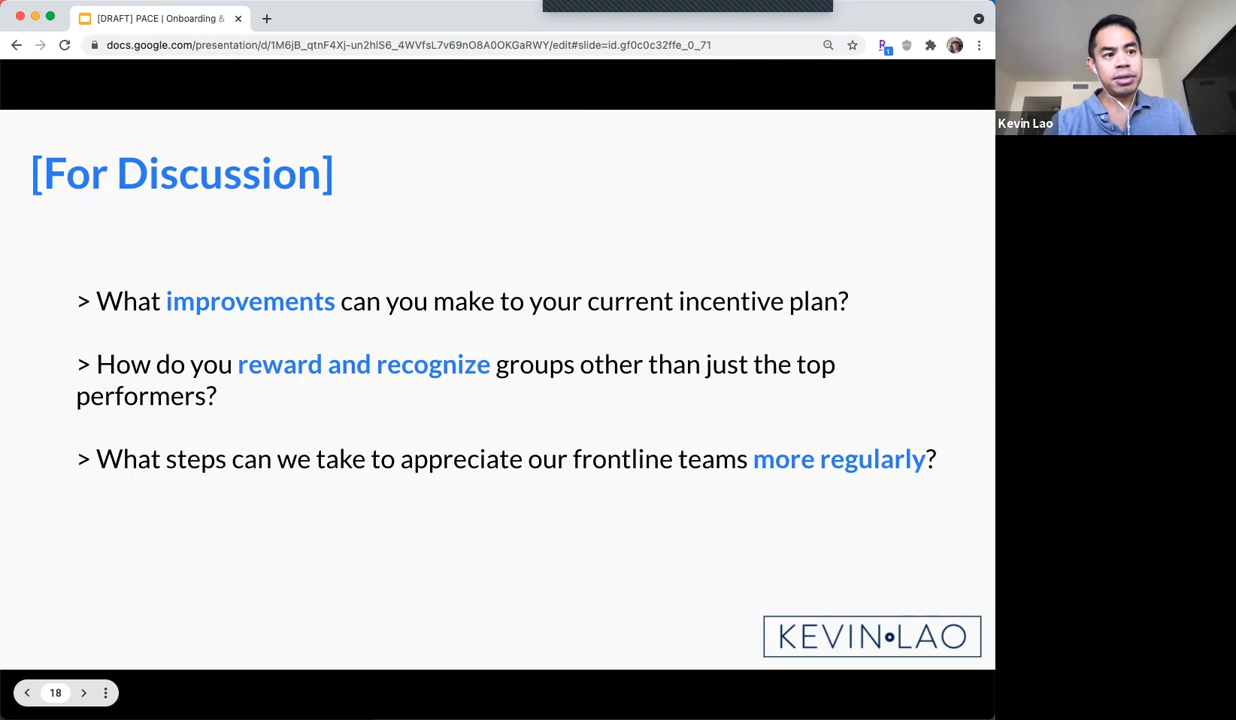 [DRAFT] PACE | Onboarding &
docs.google.com/presentation/d/1M6jB_qtnF4Xj-un2hlS6_4WVfsL7v69nO8A0OKGaRWY/edit#slide=id.gf0c0c32ffe_0_71
1
Kevin Lao
[For Discussion]
> What improvements can you make to your current incentive plan?
> How do you reward and recognize groups other than just the top
performers?
> What steps can we take to appreciate our frontline teams more regularly?
KEVIN LAO
18